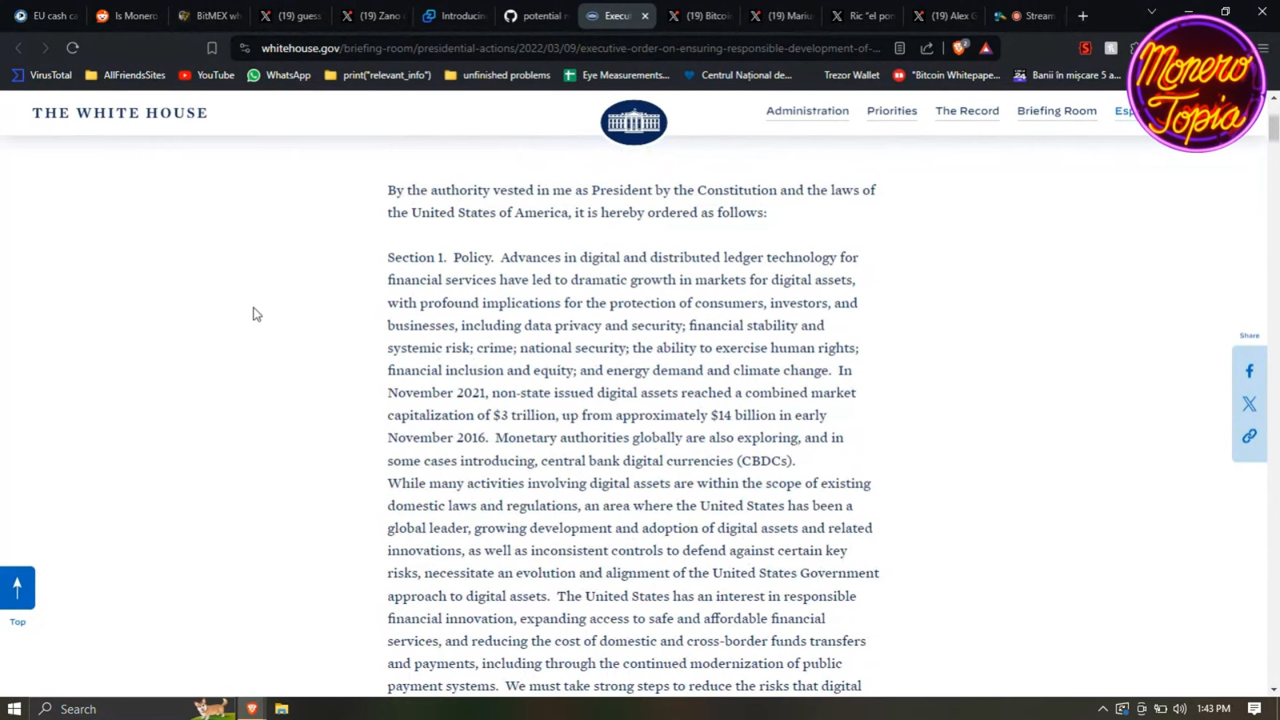 EU cash ca
Is Monero
BitMEX wh
(19) guess
(19) Zano
Introducin
potential
Execu
(19) Bitco
(19) Mariu
Ric "el po
(19) Alex G
Stream
whitehouse.gov/briefing-room/presidential-actions/2022/03/09/executive-order-on-ensuring-responsible-development-of-...
2
VirusTotal
AllFriendsSites
YouTube
WhatsApp
print("relevant_info")
unfinished problems
Eye Measurements...
Centrul Național de...
Trezor Wallet
"Bitcoin Whitepape...
Banii în mișcare 5 a...
Monero
Topia
THE WHITE HOUSE
Administration
Priorities
The Record
Briefing Room
Esp
By the authority vested in me as President by the Constitution and the laws of
the United States of America, it is hereby ordered as follows:
Section 1. Policy. Advances in digital and distributed ledger technology for
financial services have led to dramatic growth in markets for digital assets,
with profound implications for the protection of consumers, investors, and
businesses, including data privacy and security; financial stability and
systemic risk; crime; national security; the ability to exercise human rights;
financial inclusion and equity; and energy demand and climate change. In
November 2021, non-state issued digital assets reached a combined market
capitalization of $3 trillion, up from approximately $14 billion in early
November 2016. Monetary authorities globally are also exploring, and in
some cases introducing, central bank digital currencies (CBDCs).
While many activities involving digital assets are within the scope of existing
domestic laws and regulations, an area where the United States has been a
global leader, growing development and adoption of digital assets and related
innovations, as well as inconsistent controls to defend against certain key
risks, necessitate an evolution and alignment of the United States Government
approach to digital assets. The United States has an interest in responsible
financial innovation, expanding access to safe and affordable financial
services, and reducing the cost of domestic and cross-border funds transfers
and payments, including through the continued modernization of public
payment systems. We must take strong steps to reduce the risks that digital
Share
Top
Search
1:43 PM